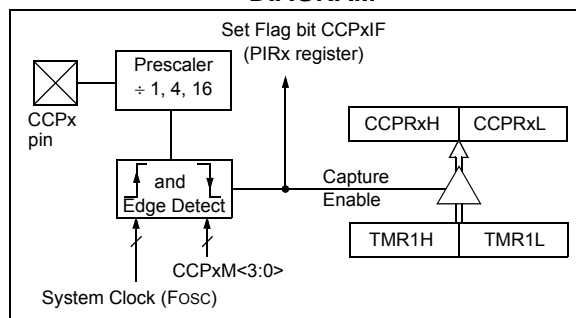 DIAGRAM
Set Flag bit CCPxIF
(PIRx register)
Prescaler
÷ 1, 4, 16
CCPx
pin
CCPRxH
CCPRxL
and
Edge Detect
Capture
Enable
TMR1H
TMR1L
CCPxM<3:0>
System Clock (FOSC)